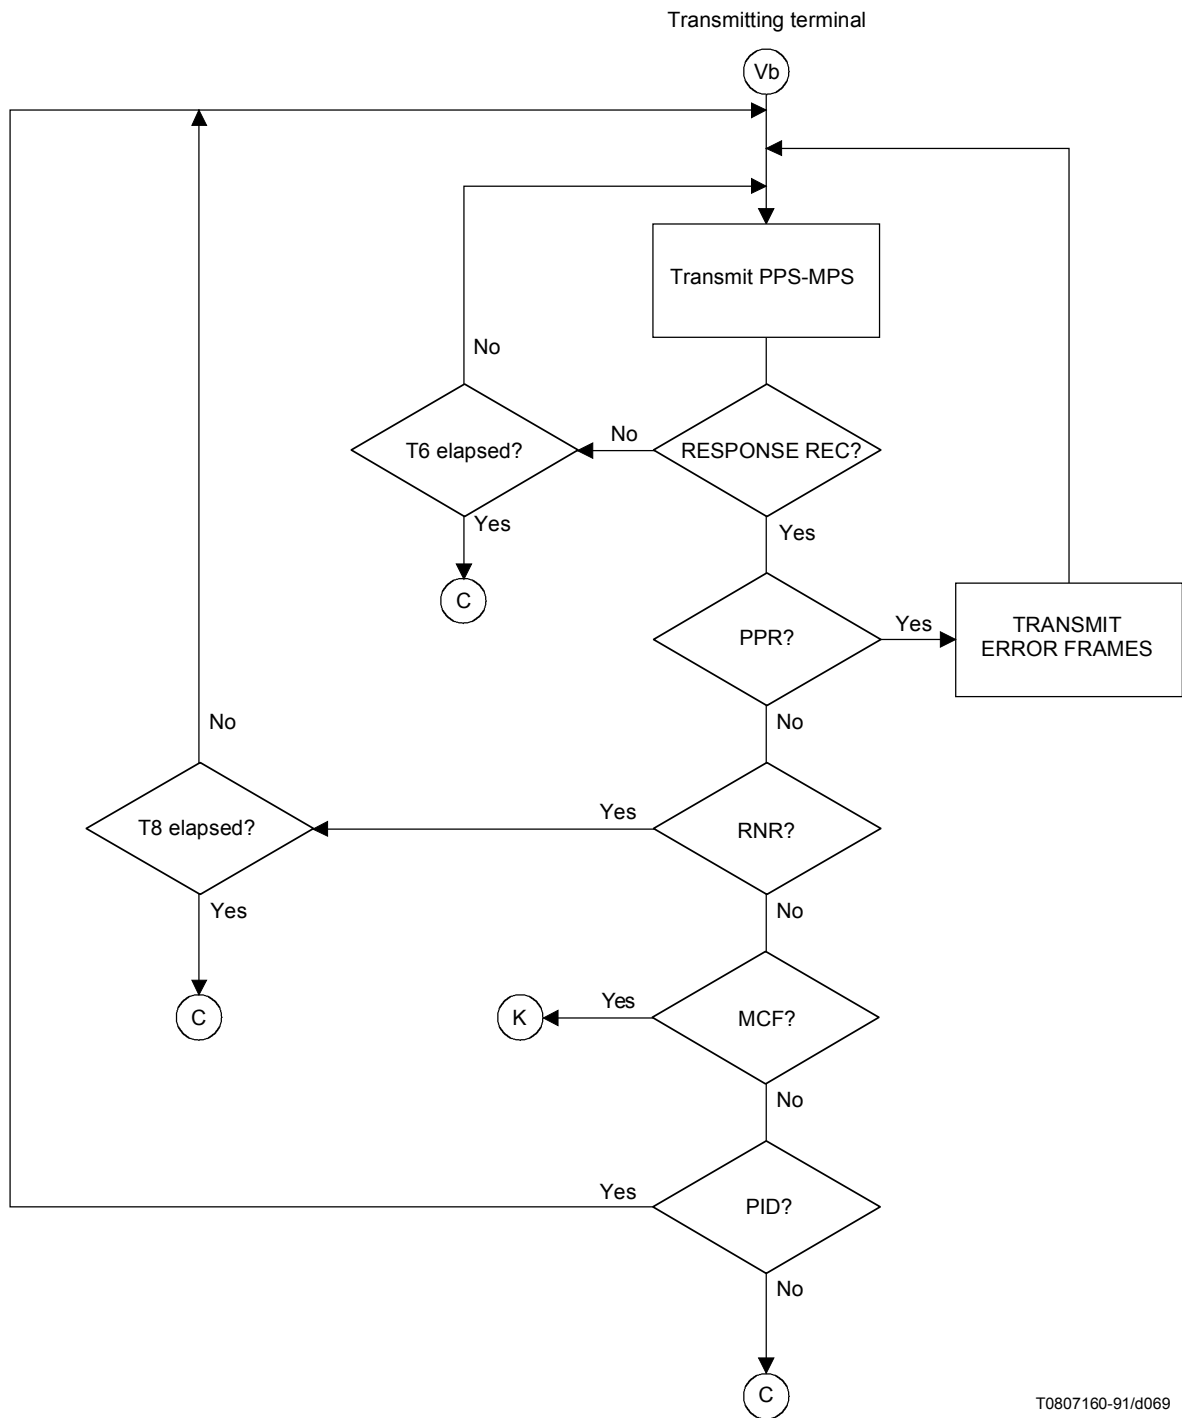 Transmitting terminal
Vb
Transmit PPS-MPS
No
T6 elapsed?
No
RESPONSE REC?
Yes
Yes
C
PPR?
Yes
TRANSMIT
ERROR FRAMES
No
No
T8 elapsed?
Yes
RNR?
Yes
No
C
K
Yes
MCF?
No
Yes
PID?
No
C
T0807160-91/d069